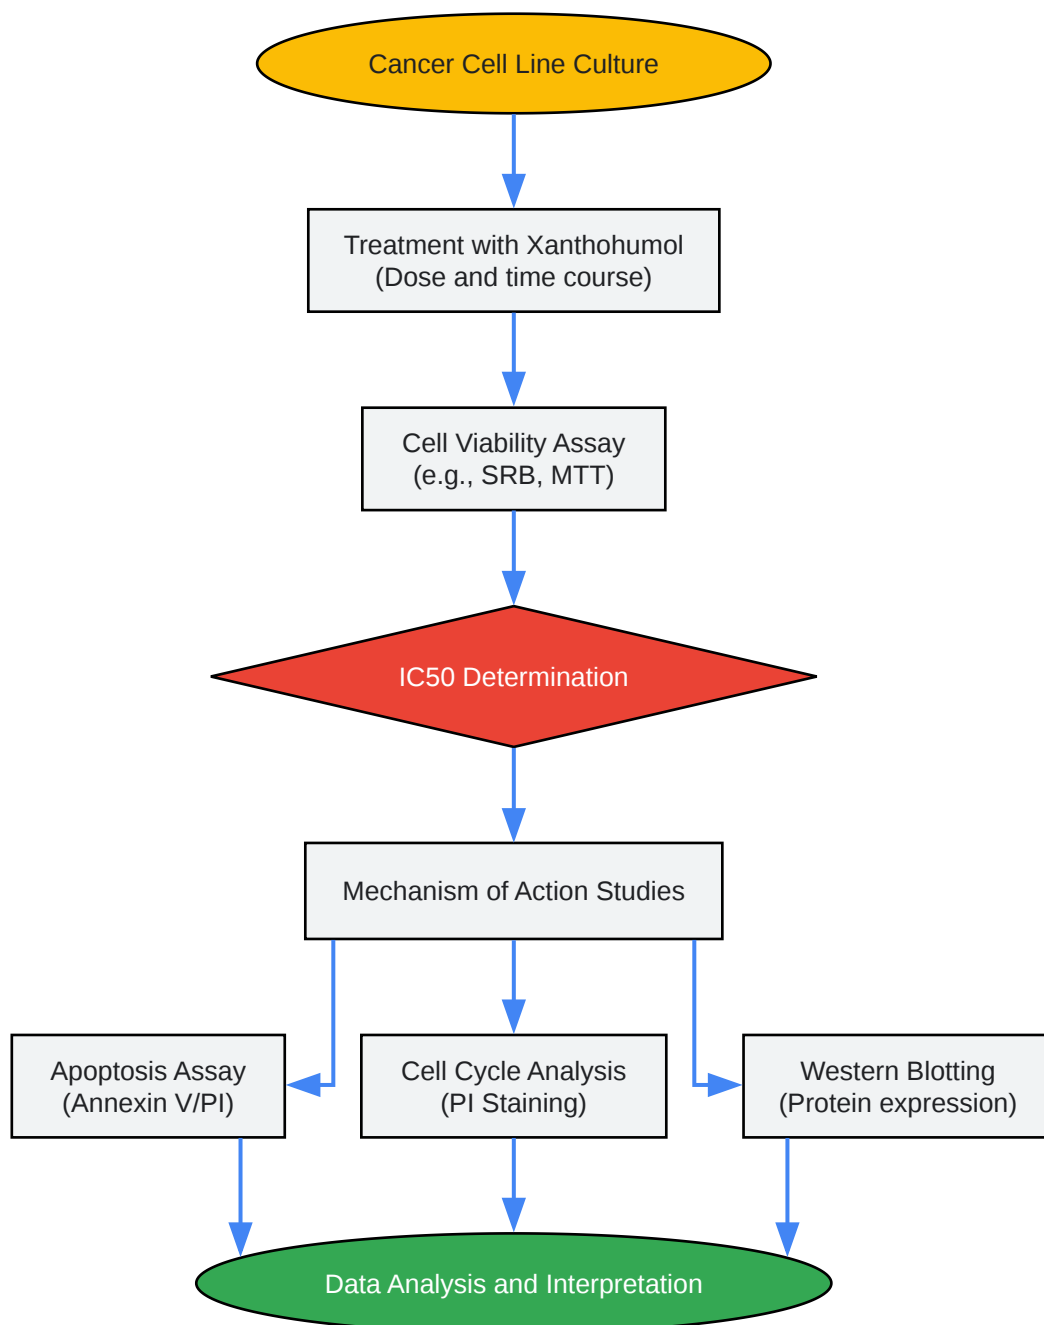 Cancer Cell Line Culture
Treatment with Xanthohumol
(Dose and time course)
Cell Viability Assay
(e.g., SRB, MTT)
IC50 Determination
Mechanism of Action Studies
Apoptosis Assay
(Annexin V/PI)
Cell Cycle Analysis
(PI Staining)
Western Blotting
(Protein expression)
Data Analysis and Interpretation